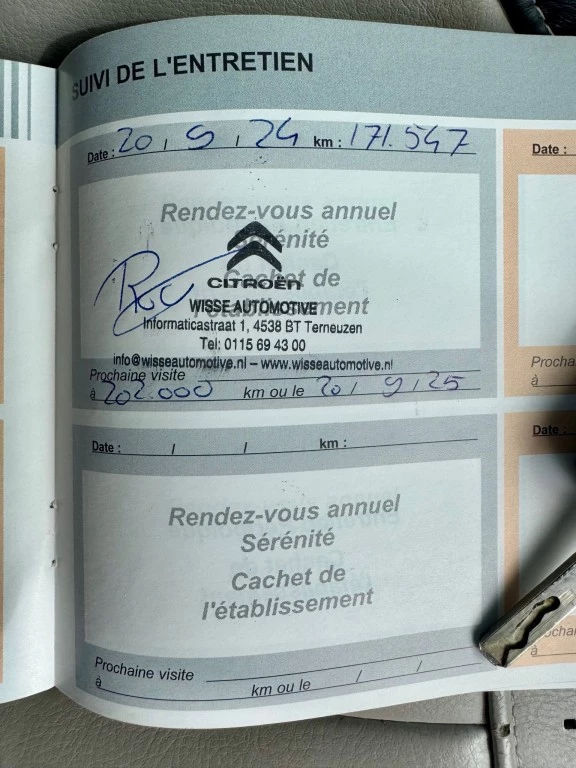 SUIVI DE L'ENTRETIEN
Date : 20 / 9 / 24 km : 171.547
Date :
Rendez-vous annuel
Sérénité
Cachet de
l'établissement
CITROËN
WISSE AUTOMOTIVE
Informaticastraat 1, 4538 BT Terneuzen
Tel: 0115 69 43 00
info@wisseautomotive.nl – www.wisseautomotive.nl
Prochaine visite
à 202.000 km ou le 20 / 9 / 25
Procha
à
Date : / / km :
Date :
Rendez-vous annuel
Sérénité
Cachet de
l'établissement
Prochaine visite
à km ou le / /
à